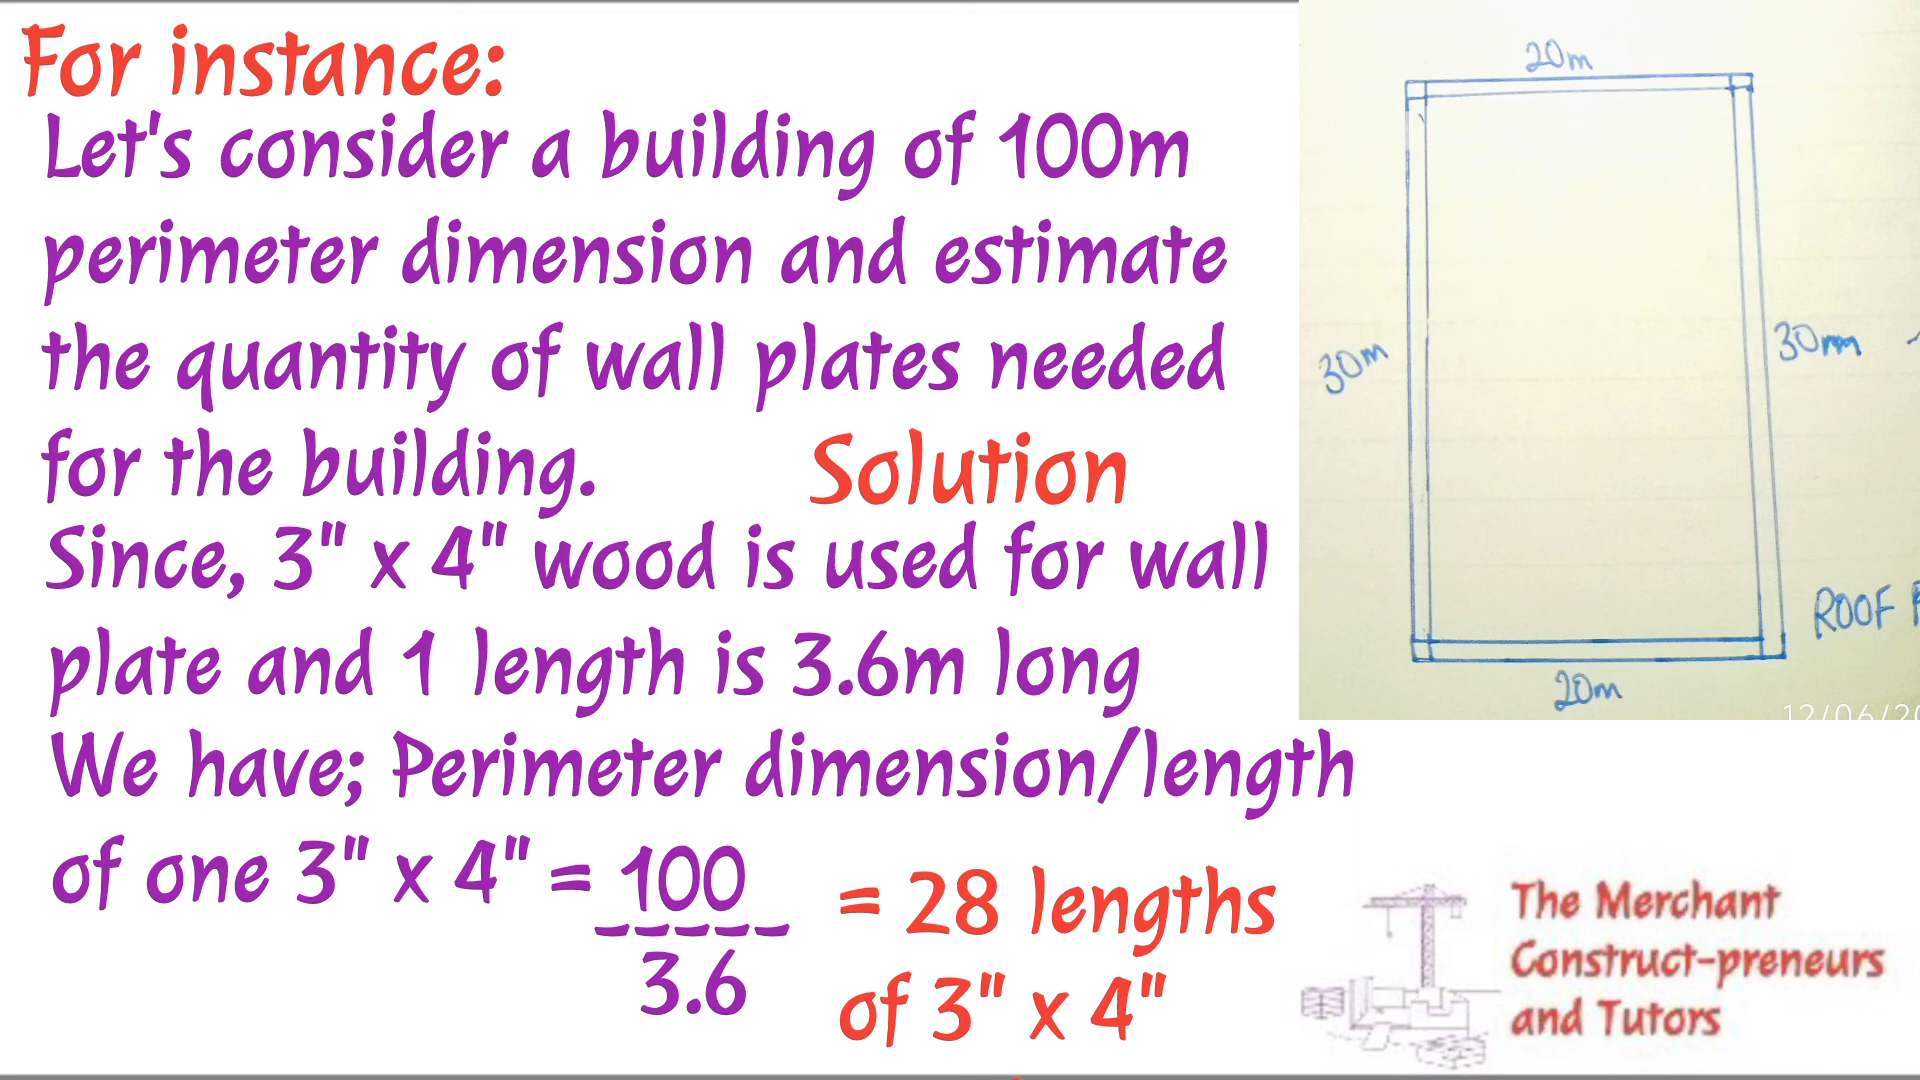 For instance:
Let's consider a building of 100m
perimeter dimension and estimate
the quantity of wall plates needed
for the building.
Solution
Since, 3" x 4" wood is used for wall
plate and 1 length is 3.6m long
We have; Perimeter dimension/length
of one 3" x 4" = 100
-----
3.6
= 28 lengths
of 3" x 4"
20m
30m
30m
ROOF
20m
12/06/20
The Merchant
Construct-preneurs
and Tutors